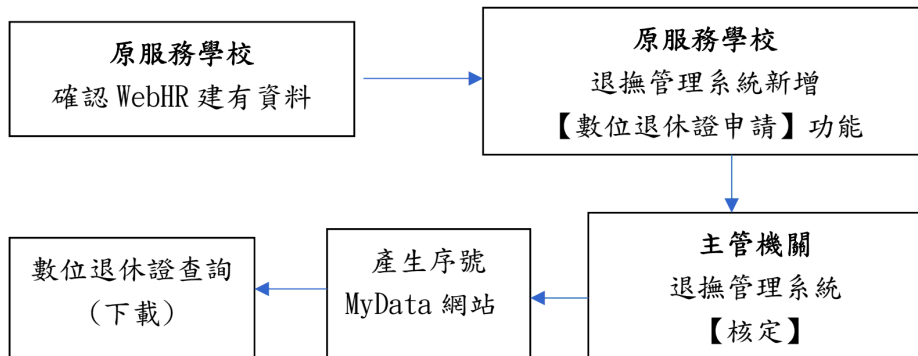 原服務學校
確認 WebHR 建有資料
原服務學校
退撫管理系統新增
【數位退休證申請】功能
主管機關
退撫管理系統
【核定】
產生序號
MyData 網站
數位退休證查詢
（下載）